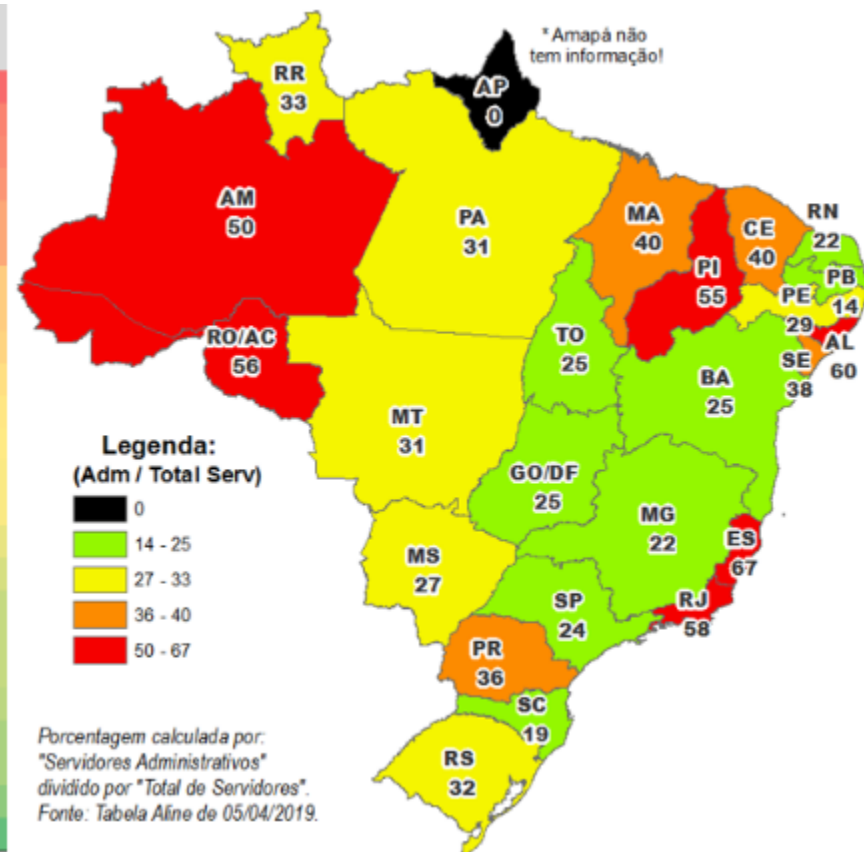 * Amapá não
tem informação!
RR
33
AP
0
AM
50
PA
31
MA
40
CE
40
RN
22
PI
55
PB
14
PE
29
AL
60
SE
38
RO/AC
56
TO
25
BA
25
MT
31
GO/DF
25
MG
22
ES
67
MS
27
SP
24
RJ
58
PR
36
SC
19
RS
32
Legenda:
(Adm / Total Serv)
0
14 - 25
27 - 33
36 - 40
50 - 67
Porcentagem calculada por:
"Servidores Administrativos"
dividido por "Total de Servidores".
Fonte: Tabela Aline de 05/04/2019.